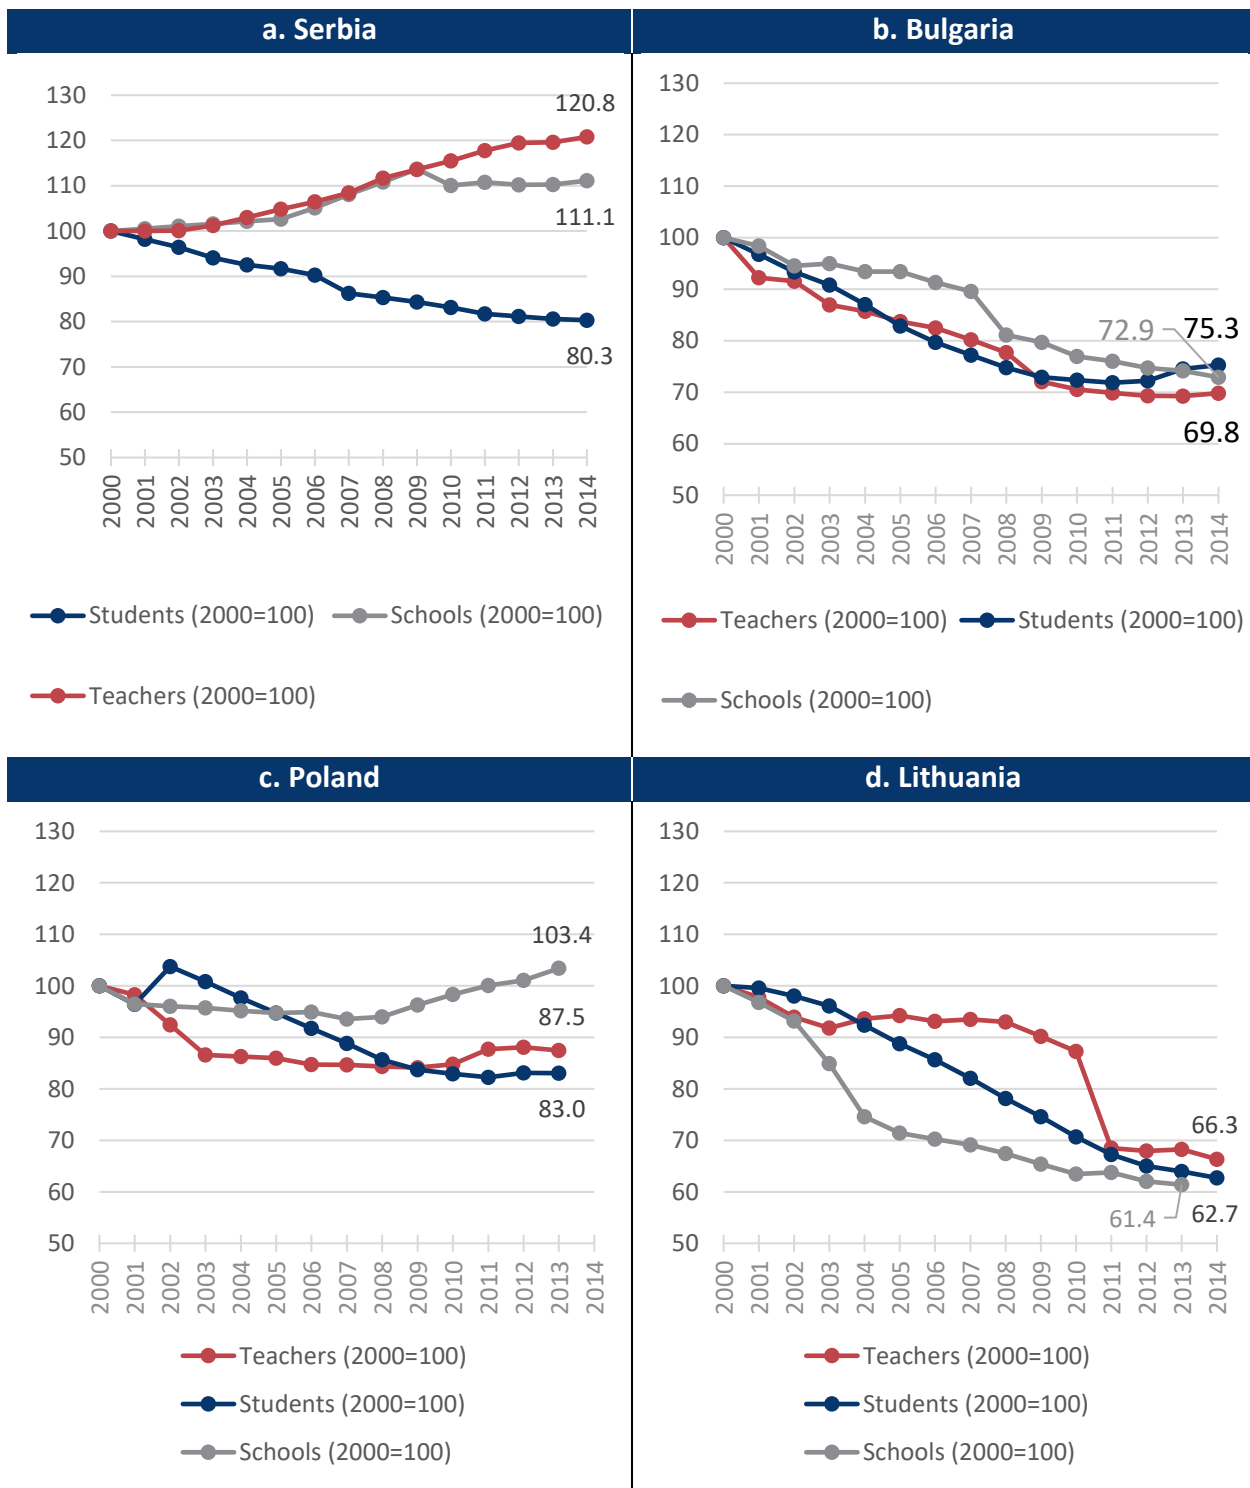 a. Serbia
130
120
110
100
90
80
70
60
50
120.8
111.1
80.3
2000 2001 2002 2003 2004 2005 2006 2007 2008 2009 2010 2011 2012 2013 2014
Students (2000=100) Schools (2000=100)
Teachers (2000=100)
b. Bulgaria
130
120
110
100
90
80
70
60
50
72.9 75.3
69.8
2000 2001 2002 2003 2004 2005 2006 2007 2008 2009 2010 2011 2012 2013 2014
Teachers (2000=100) Students (2000=100)
Schools (2000=100)
c. Poland
130
120
110
100
90
80
70
60
50
103.4
87.5
83.0
2000 2001 2002 2003 2004 2005 2006 2007 2008 2009 2010 2011 2012 2013 2014
Teachers (2000=100)
Students (2000=100)
Schools (2000=100)
d. Lithuania
130
120
110
100
90
80
70
60
50
66.3
61.4 62.7
2000 2001 2002 2003 2004 2005 2006 2007 2008 2009 2010 2011 2012 2013 2014
Teachers (2000=100)
Students (2000=100)
Schools (2000=100)